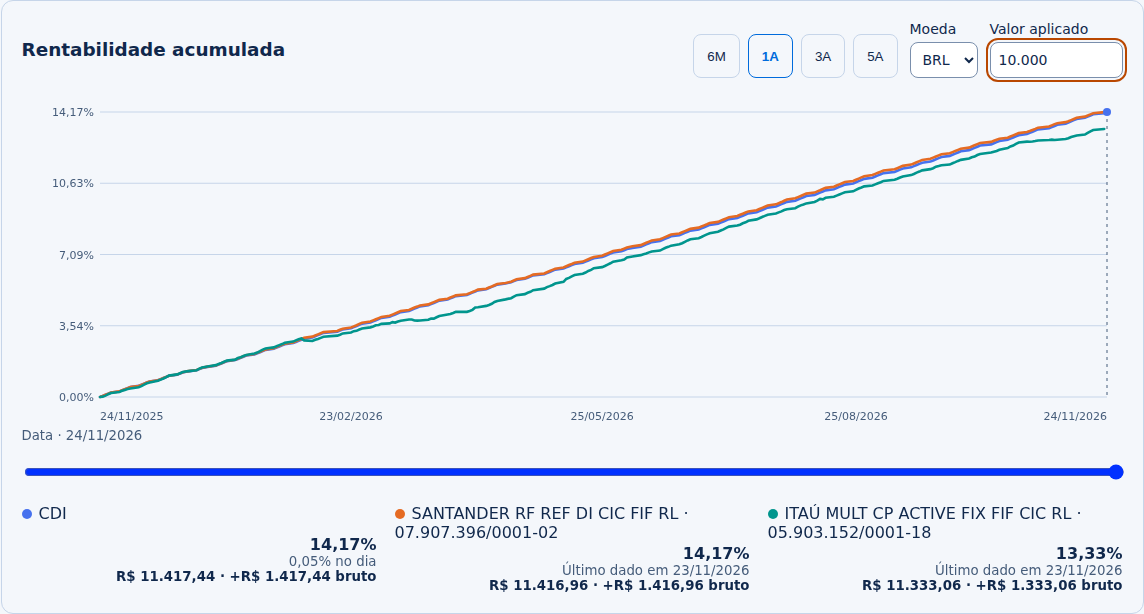 Rentabilidade acumulada
6M
1A
3A
5A
Moeda
BRL
Valor aplicado
10.000
14,17%
10,63%
7,09%
3,54%
0,00%
24/11/2025
23/02/2026
25/05/2026
25/08/2026
24/11/2026
Data · 24/11/2026
CDI
14,17%
0,05% no dia
R$ 11.417,44 · +R$ 1.417,44 bruto
SANTANDER RF REF DI CIC FIF RL ·
07.907.396/0001-02
14,17%
Último dado em 23/11/2026
R$ 11.416,96 · +R$ 1.416,96 bruto
ITAÚ MULT CP ACTIVE FIX FIF CIC RL ·
05.903.152/0001-18
13,33%
Último dado em 23/11/2026
R$ 11.333,06 · +R$ 1.333,06 bruto